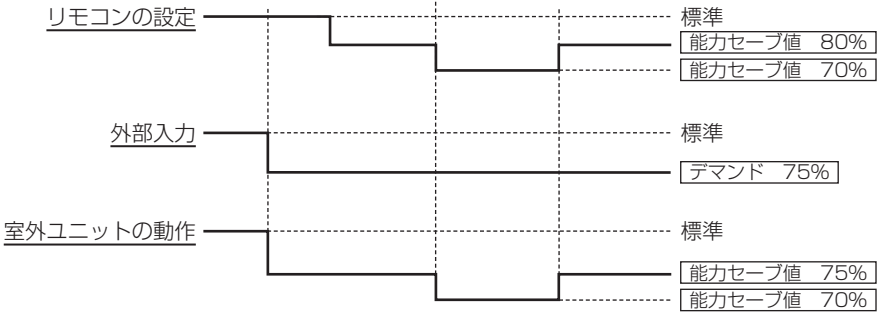 リモコンの設定
標準
能力セーブ値 80%
能力セーブ値 70%
外部入力
標準
デマンド 75%
室外ユニットの動作
標準
能力セーブ値 75%
能力セーブ値 70%